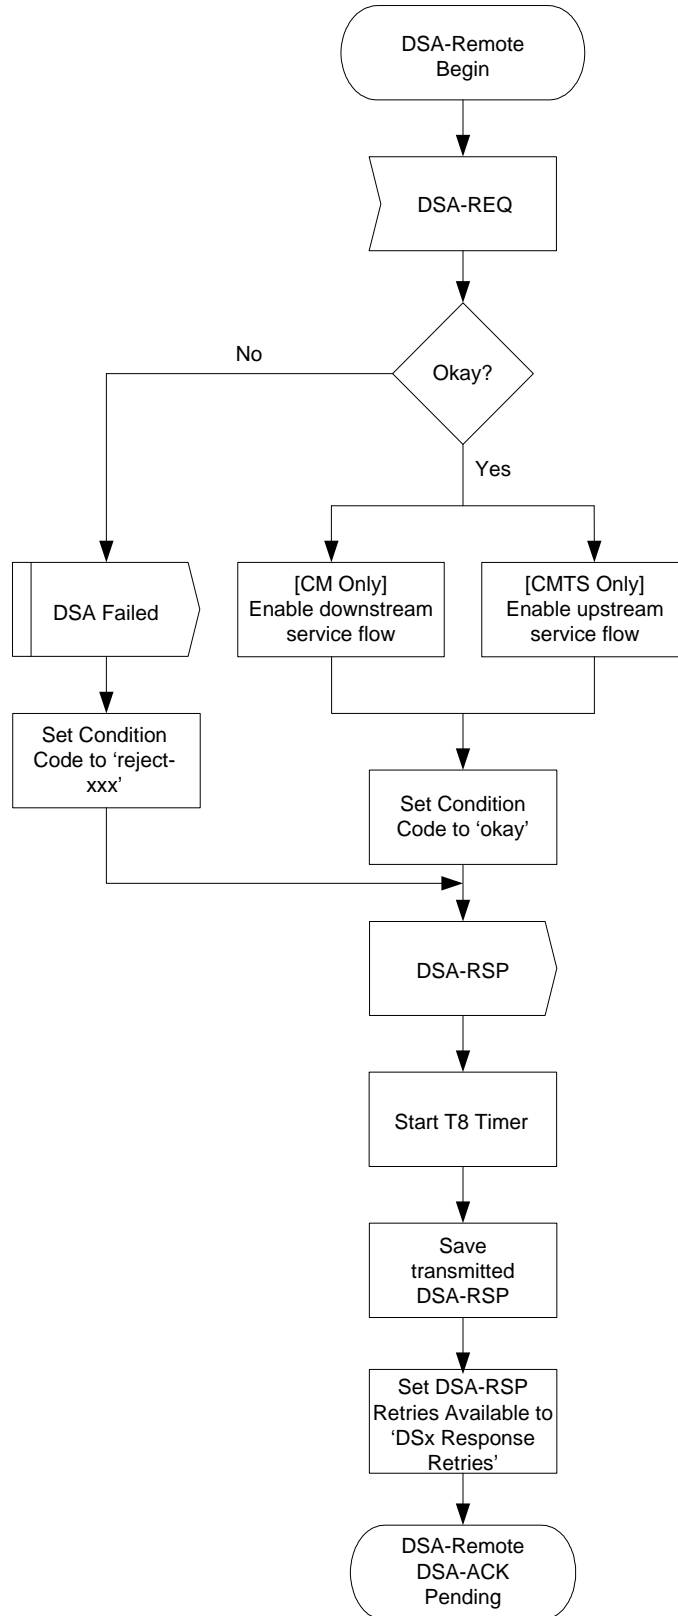 DSA-Remote
Begin
DSA-REQ
Okay?
No
Yes
DSA Failed
[CM Only]
Enable downstream
service flow
[CMTS Only]
Enable upstream
service flow
Set Condition
Code to ‘reject-
xxx’
Set Condition
Code to ‘okay’
DSA-RSP
Start T8 Timer
Save
transmitted
DSA-RSP
Set DSA-RSP
Retries Available to
‘DSx Response
Retries’
DSA-Remote
DSA-ACK
Pending